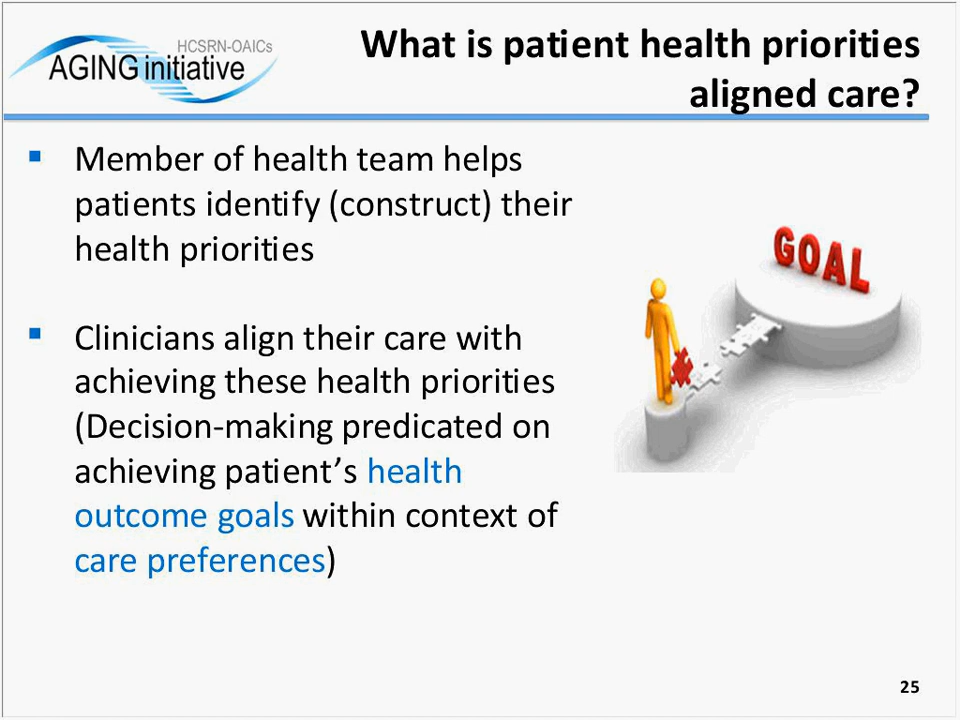 HCSRN-OAICs
AGING initiative
What is patient health priorities
aligned care?
▪ Member of health team helps
patients identify (construct) their
health priorities
▪ Clinicians align their care with
achieving these health priorities
(Decision-making predicated on
achieving patient’s health
outcome goals within context of
care preferences)
GOAL
25